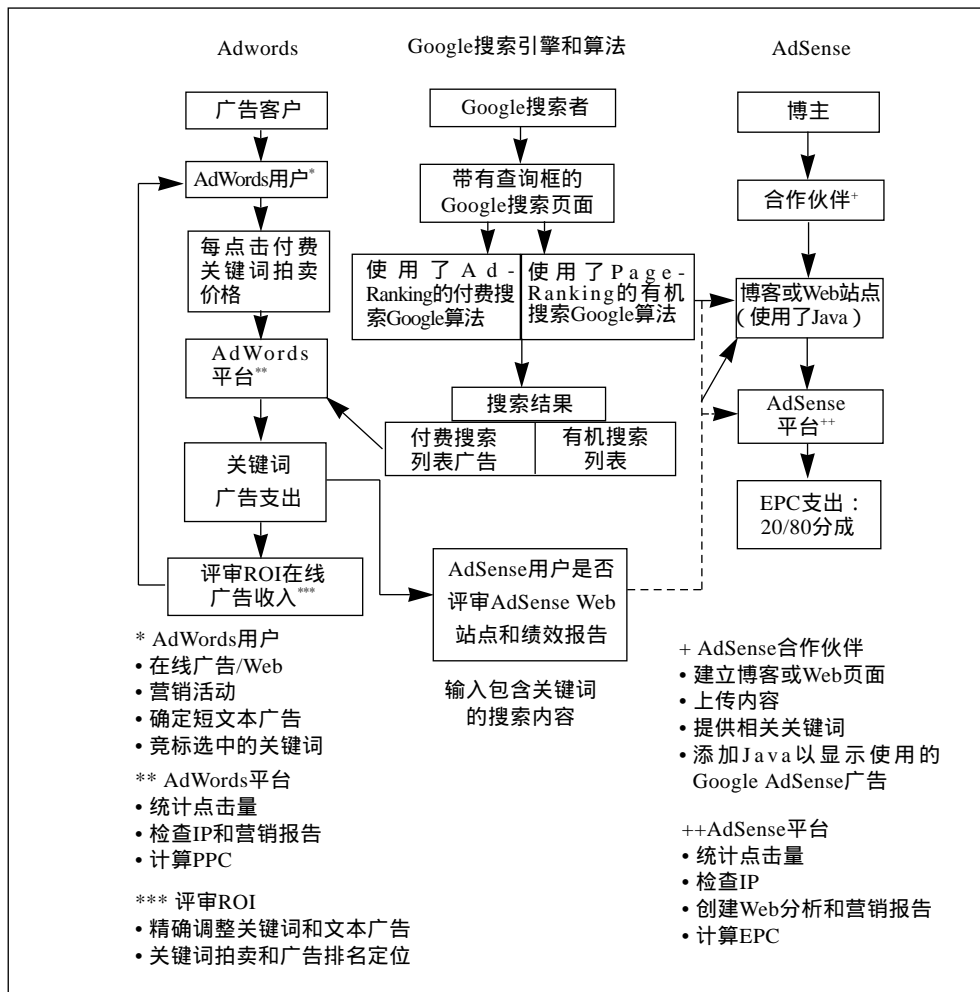 Adwords
广告客户
AdWords用户*
每点击付费
关键词拍卖
价格
AdWords
平台**
关键词
广告支出
评审ROI在线
广告收入***
* AdWords用户
• 在线广告/Web
• 营销活动
• 确定短文本广告
• 竞标选中的关键词
** AdWords平台
• 统计点击量
• 检查IP和营销报告
• 计算PPC
*** 评审ROI
• 精确调整关键词和文本广告
• 关键词拍卖和广告排名定位
Google搜索引擎和算法
Google搜索者
带有查询框的
Google搜索页面
使用了Ad-
Ranking的付费搜
索Google算法
使用了Page-
Ranking的有机
搜索Google算法
搜索结果
付费搜索
列表广告
有机搜索
列表
AdSense用户是否
评审AdSense Web
站点和绩效报告
输入包含关键词
的搜索内容
AdSense
博主
合作伙伴+
博客或Web站点
（使用了Java）
AdSense
平台++
EPC支出：
20/80分成
+ AdSense合作伙伴
• 建立博客或Web页面
• 上传内容
• 提供相关关键词
• 添加Java以显示使用的
Google AdSense广告
++AdSense平台
• 统计点击量
• 检查IP
• 创建Web分析和营销报告
• 计算EPC